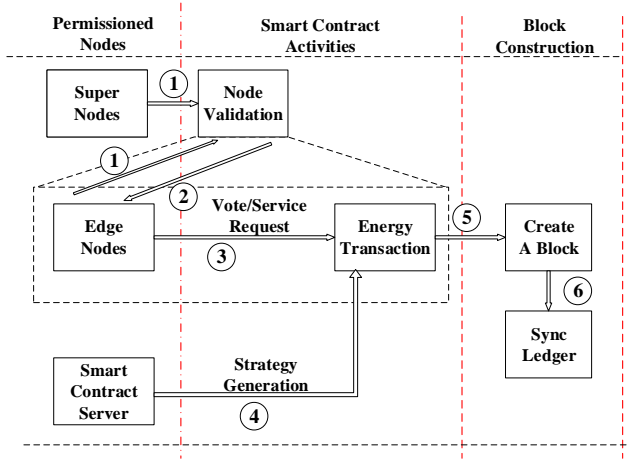 Permissioned
Nodes
Smart Contract
Activities
Block
Construction
Super
Nodes
1
Node
Validation
1
2
Edge
Nodes
Vote/Service
Request
3
Energy
Transaction
5
Create
A Block
6
Sync
Ledger
Smart
Contract
Server
Strategy
Generation
4